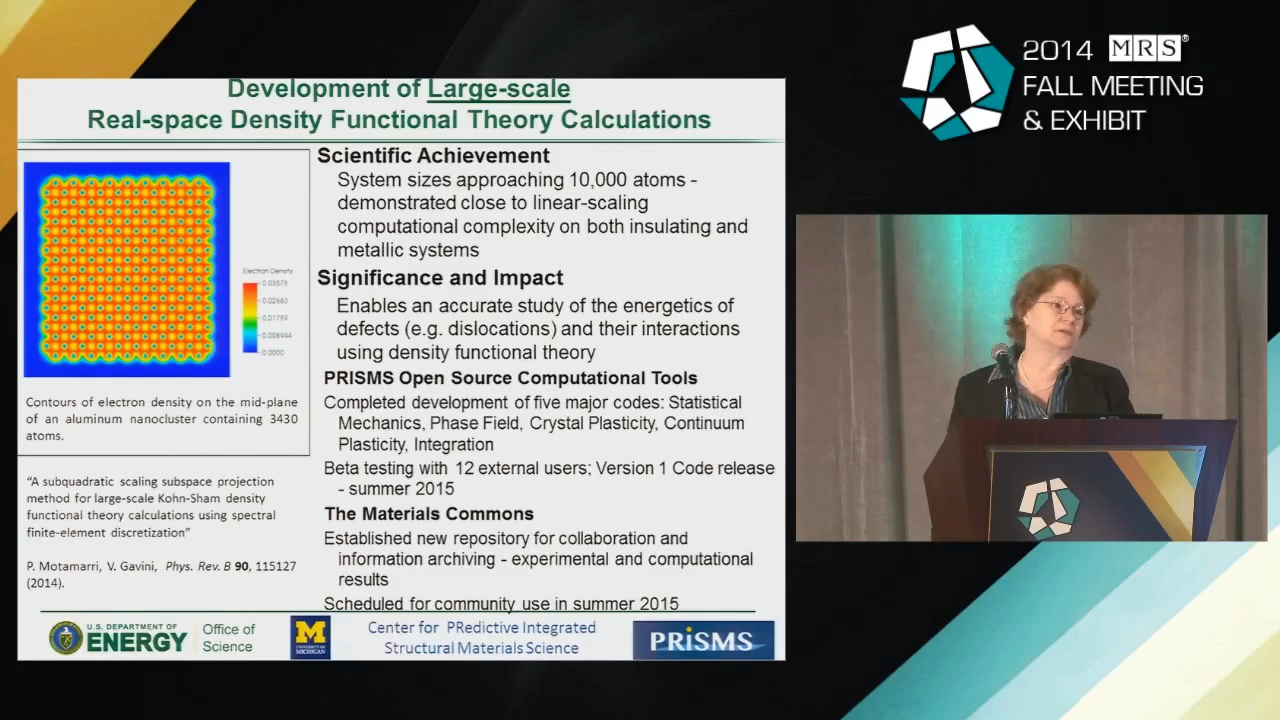 Development of Large-scale
Real-space Density Functional Theory Calculations
Electron Density
0.03578
0.02683
0.01789
0.008944
0.0000
Contours of electron density on the mid-plane
of an aluminum nanocluster containing 3430
atoms.
"A subquadratic scaling subspace projection
method for large-scale Kohn-Sham density
functional theory calculations using spectral
finite-element discretization"
P. Motamarri, V. Gavini, Phys. Rev. B 90, 115127
(2014).
Scientific Achievement
System sizes approaching 10,000 atoms -
demonstrated close to linear-scaling
computational complexity on both insulating and
metallic systems
Significance and Impact
Enables an accurate study of the energetics of
defects (e.g. dislocations) and their interactions
using density functional theory
PRISMS Open Source Computational Tools
Completed development of five major codes: Statistical
Mechanics, Phase Field, Crystal Plasticity, Continuum
Plasticity, Integration
Beta testing with 12 external users; Version 1 Code release
- summer 2015
The Materials Commons
Established new repository for collaboration and
information archiving - experimental and computational
results
Scheduled for community use in summer 2015
U.S. DEPARTMENT OF
ENERGY
Office of
Science
M
UNIVERSITY OF
MICHIGAN
Center for PRedictive Integrated
Structural Materials Science
PRiSMS
2014 MRS®
FALL MEETING
& EXHIBIT